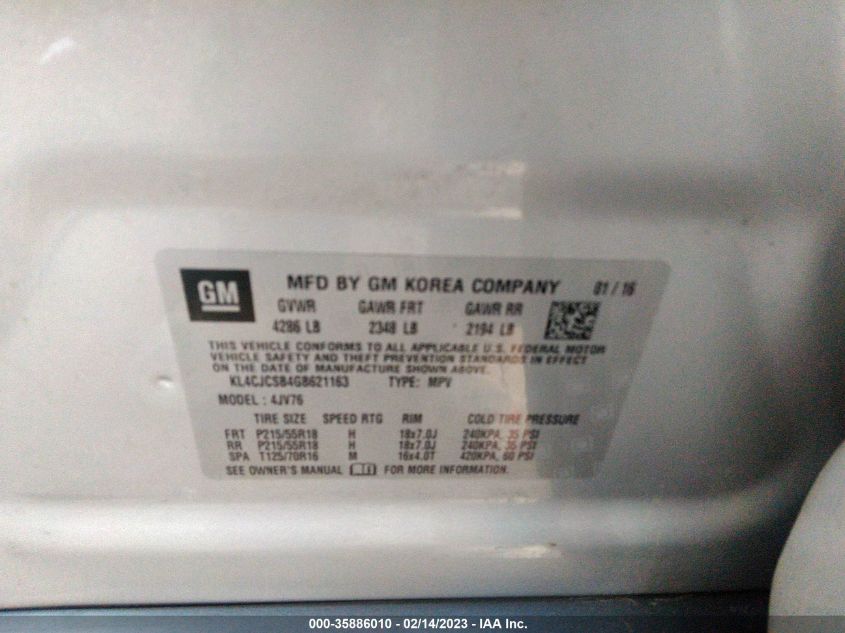 GM
MFD BY GM KOREA COMPANY 01/16
GVWR GAWR FRT GAWR RR
4286 LB 2348 LB 2194 LB
THIS VEHICLE CONFORMS TO ALL APPLICABLE U.S. FEDERAL MOTOR
VEHICLE SAFETY AND THEFT PREVENTION STANDARDS IN EFFECT
ON THE DATE OF MANUFACTURE SHOWN ABOVE.
KL4CJCSB4GB621163 TYPE: MPV
MODEL: 4JV76
TIRE SIZE SPEED RTG RIM COLD TIRE PRESSURE
FRT P215/55R18 H 18x7.0J 240KPA, 35 PSI
RR P215/55R18 H 18x7.0J 240KPA, 35 PSI
SPA T125/70R16 M 16x4.0T 420KPA, 60 PSI
SEE OWNER'S MANUAL FOR MORE INFORMATION.
000-35886010 - 02/14/2023 - IAA Inc.